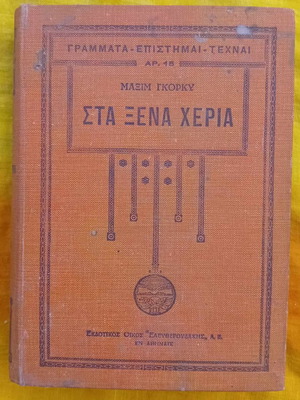 ΓΡΑΜΜΑΤΑ - ΕΠΙΣΤΗΜΑΙ - ΤΕΧΝΑΙ
ΑΡ. 16
ΜΑΞΙΜ ΓΚΟΡΚΥ
ΣΤΑ ΞΕΝΑ ΧΕΡΙΑ
ΕΚΔΟΤΙΚΟΣ ΟΙΚΟΣ ΕΛΕΥΘΕΡΟΥΔΑΚΗΣ, Α. Ε.
ΕΝ ΑΘΗΝΑΙΣ